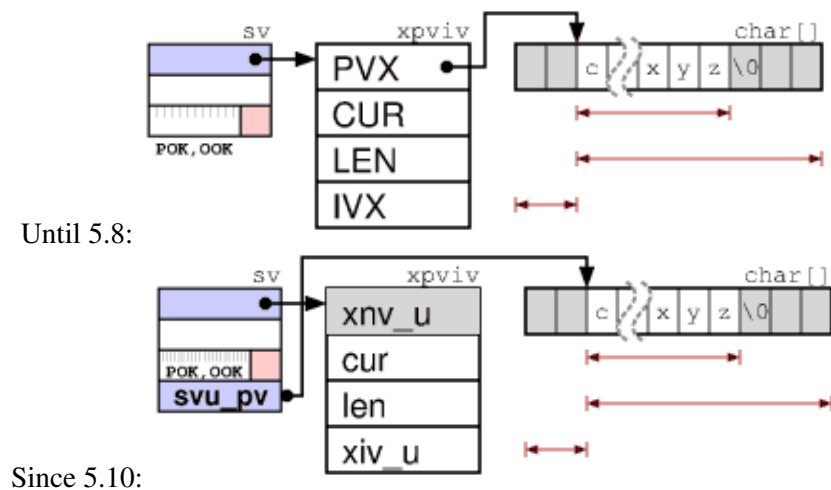 sv xpviv char[]
PVX c x y z \0
CUR
LEN
POK,OOK
IVX
Until 5.8:
sv xpviv char[]
xnv_u c x y z \0
cur
POK,OOK
svu_pv len
xiv_u
Since 5.10: